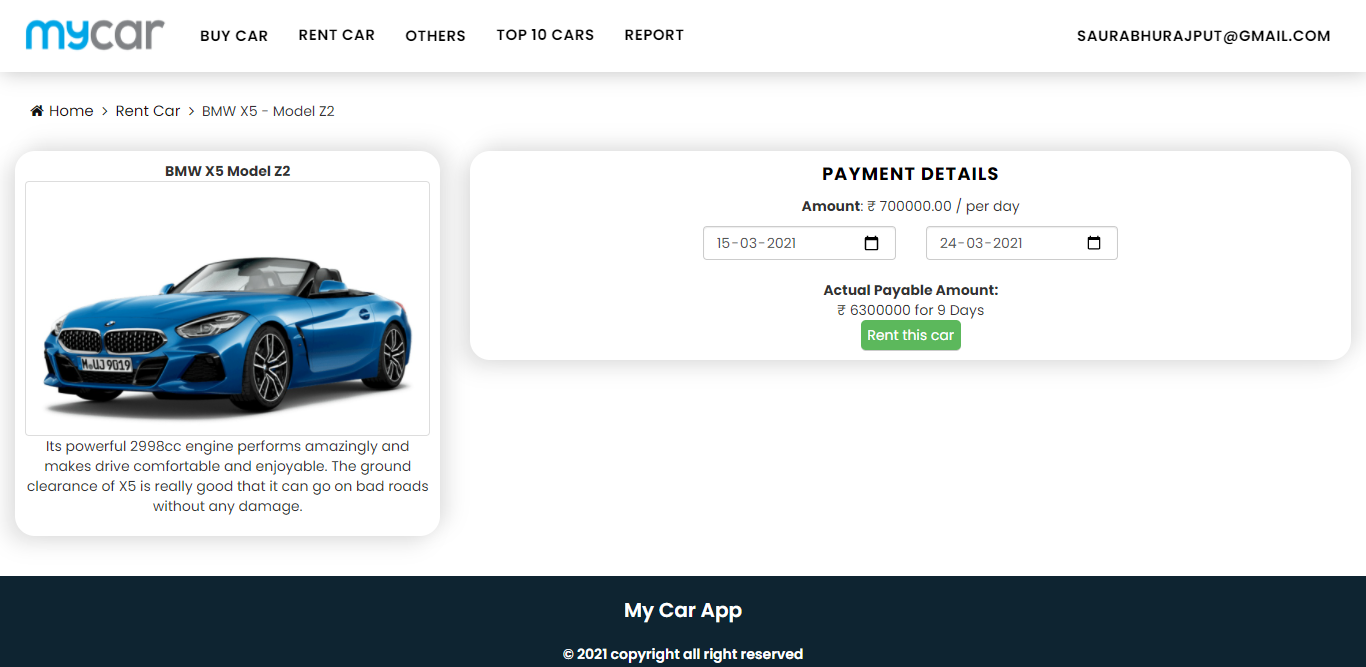 mycar BUY CAR RENT CAR OTHERS TOP 10 CARS REPORT SAURABHURAJPUT@GMAIL.COM
Home > Rent Car > BMW X5 - Model Z2
BMW X5 Model Z2
M UJ 9019
Its powerful 2998cc engine performs amazingly and
makes drive comfortable and enjoyable. The ground
clearance of X5 is really good that it can go on bad roads
without any damage.
PAYMENT DETAILS
Amount: ₹ 700000.00 / per day
15-03-2021 24-03-2021
Actual Payable Amount:
₹ 6300000 for 9 Days
Rent this car
My Car App
© 2021 copyright all right reserved